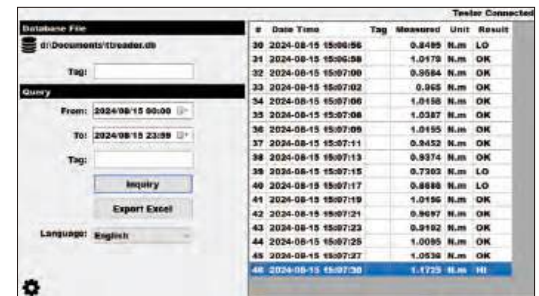 Tester Connected
Database File
d:\Documents\ttreader.db
Tag:
Query
From: 2024/08/15 00:00
To: 2024/08/15 23:59
Tag:
Inquiry
Export Excel
Language: English
# Date Time Tag Measured Unit Result
30 2024-08-15 15:06:56 0.8495 N.m LO
31 2024-08-15 15:06:58 1.0178 N.m OK
32 2024-08-15 15:07:00 0.9584 N.m OK
33 2024-08-15 15:07:02 0.965 N.m OK
34 2024-08-15 15:07:06 1.0158 N.m OK
35 2024-08-15 15:07:08 1.0387 N.m OK
36 2024-08-15 15:07:09 1.0155 N.m OK
37 2024-08-15 15:07:11 0.9452 N.m OK
38 2024-08-15 15:07:13 0.9374 N.m OK
39 2024-08-15 15:07:15 0.7303 N.m LO
40 2024-08-15 15:07:17 N.m LO
41 2024-08-15 15:07:19 1.0156 N.m OK
42 2024-08-15 15:07:21 0.9697 N.m OK
43 2024-08-15 15:07:23 0.9192 N.m OK
44 2024-08-15 15:07:25 1.0095 N.m OK
45 2024-08-15 15:07:27 1.0536 N.m OK
46 2024-08-15 15:07:30 1.1725 N.m HI